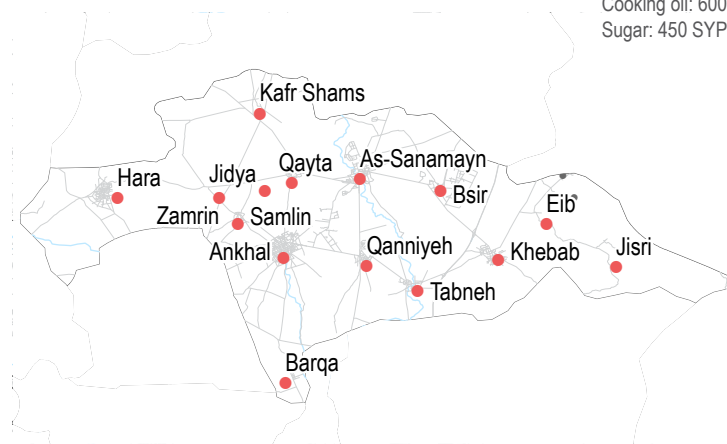 Cooking oil: 600
Sugar: 450 SYP
Kafr Shams
As-Sanamayn
Hara
Jidya
Qayta
Bsir
Eib
Zamrin
Samlin
Ankhal
Qanniyeh
Khebab
Jisri
Tabneh
Barqa